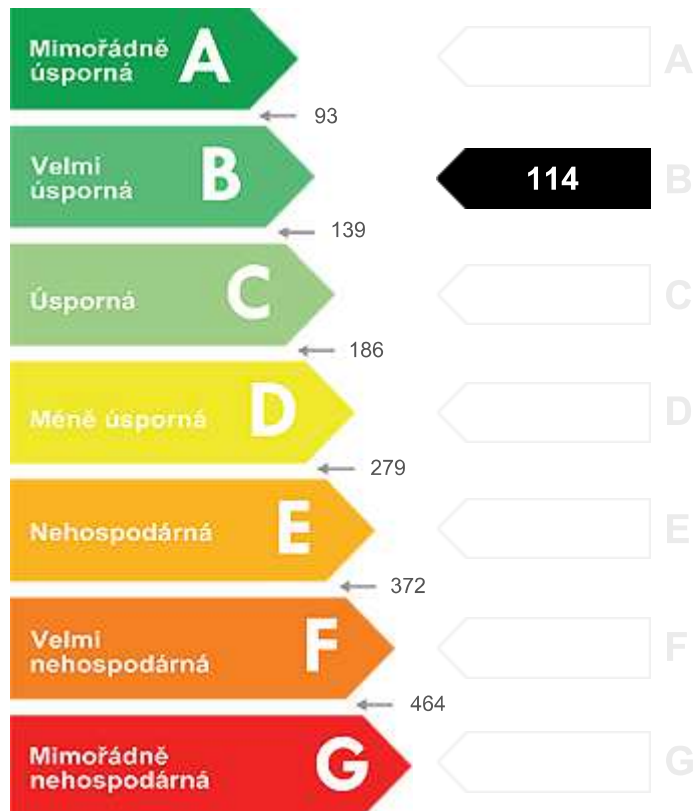 Mimořádně
úsporná
A
A
93
Velmi
úsporná
B
114
B
139
Úsporná
C
C
186
Méně úsporná
D
D
279
Nehospodárná
E
E
372
Velmi
nehospodárná
F
F
464
Mimořádně
nehospodárná
G
G